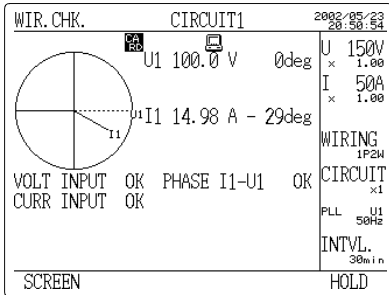 WIR.CHK. CIRCUIT1 2002/05/23
20:50:54
CA
RD
U1 100.0 V 0deg
U1
I1 14.98 A - 29deg
I1
VOLT INPUT OK PHASE I1-U1 OK
CURR INPUT OK
U 150V
× 1.00
I 50A
× 1.00
WIRING
1P2W
CIRCUIT
×1
PLL U1
50Hz
INTVL.
30min
SCREEN HOLD